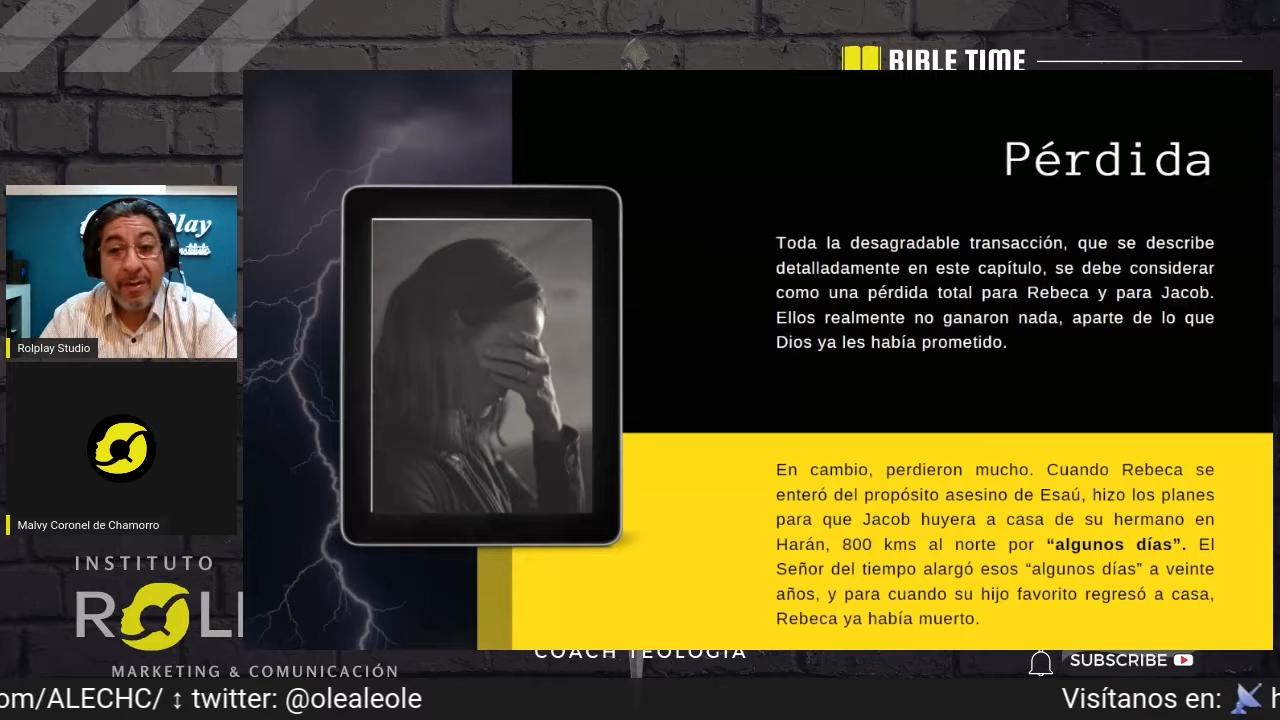 BIBLE TIME
Pérdida
Toda la desagradable transacción, que se describe
detalladamente en este capítulo, se debe considerar
como una pérdida total para Rebeca y para Jacob.
Ellos realmente no ganaron nada, aparte de lo que
Dios ya les había prometido.
En cambio, perdieron mucho. Cuando Rebeca se
enteró del propósito asesino de Esaú, hizo los planes
para que Jacob huyera a casa de su hermano en
Harán, 800 kms al norte por “algunos días”. El
Señor del tiempo alargó esos “algunos días” a veinte
años, y para cuando su hijo favorito regresó a casa,
Rebeca ya había muerto.
Rolplay Studio
Malvy Coronel de Chamorro
INSTITUTO
MARKETING & COMUNICACIÓN
COACH TEOLOGÍA
SUBSCRIBE
om/ALECHC/ ↕ twitter: @olealeole
Visítanos en: